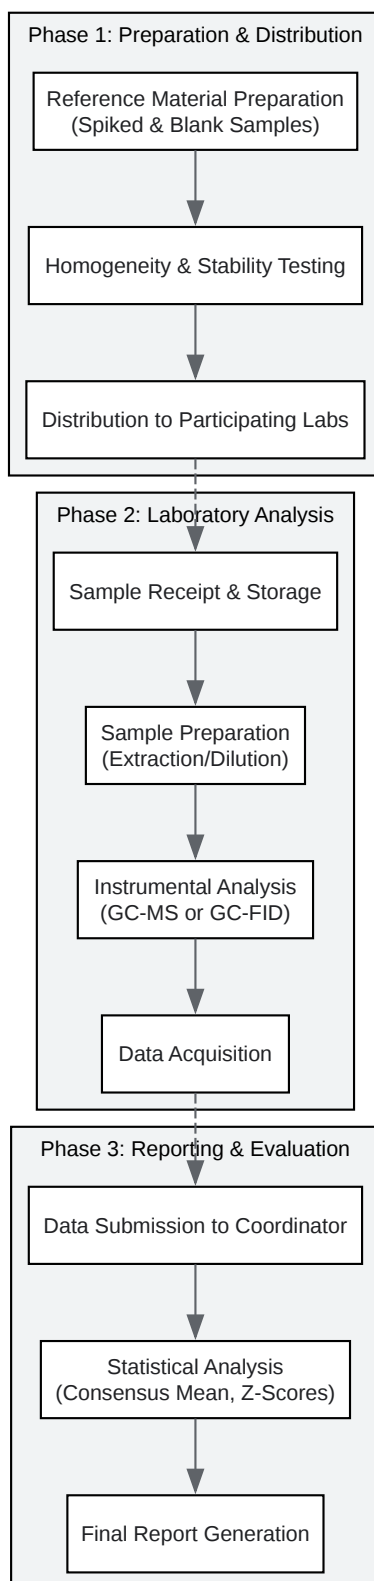 Phase 1: Preparation & Distribution
Reference Material Preparation
(Spiked & Blank Samples)
Homogeneity & Stability Testing
Distribution to Participating Labs
Phase 2: Laboratory Analysis
Sample Receipt & Storage
Sample Preparation
(Extraction/Dilution)
Instrumental Analysis
(GC-MS or GC-FID)
Data Acquisition
Phase 3: Reporting & Evaluation
Data Submission to Coordinator
Statistical Analysis
(Consensus Mean, Z-Scores)
Final Report Generation